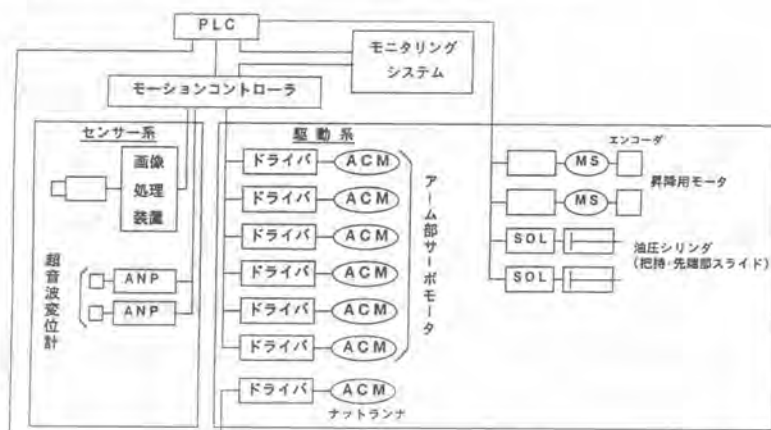 PLC
モニタリング
システム
モーションコントローラ
センサー系
画像
処理
装置
超音波変位計
ANP
ANP
駆動系
ドライバ ACM
ドライバ ACM
ドライバ ACM
ドライバ ACM
ドライバ ACM
ドライバ ACM
アーム部サーボモータ
ドライバ ACM
ナットランナ
エンコーダ
MS
MS
昇降用モータ
SOL
SOL
油圧シリンダ
(把持・先端部スライド)